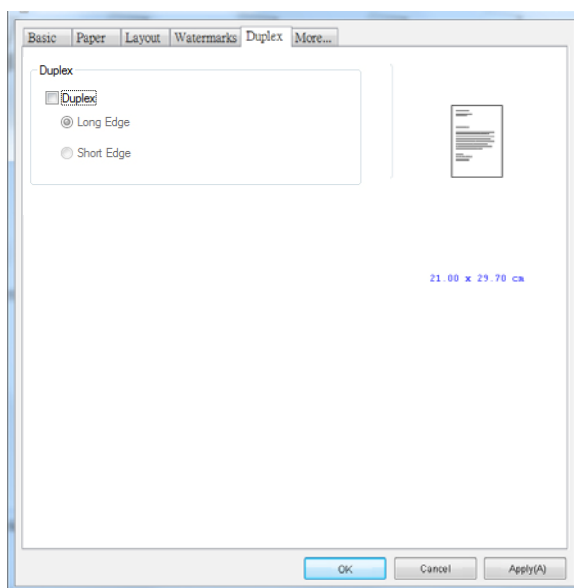 Basic Paper Layout Watermarks Duplex More...
Duplex
Duplex
Long Edge
Short Edge
21.00 x 29.70 cm
OK Cancel Apply(A)